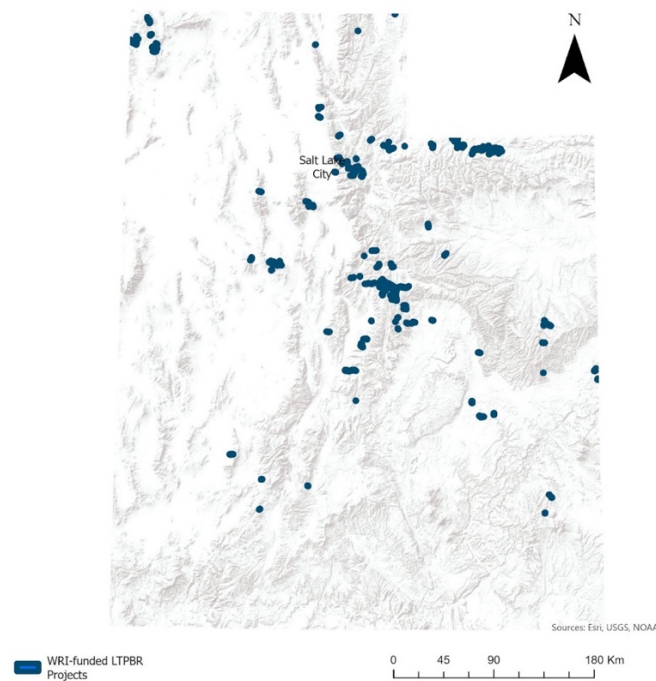 N
Salt Lake
City
Sources: Esri, USGS, NOAA
WRI-funded LTPBR
Projects
0 45 90 180 Km